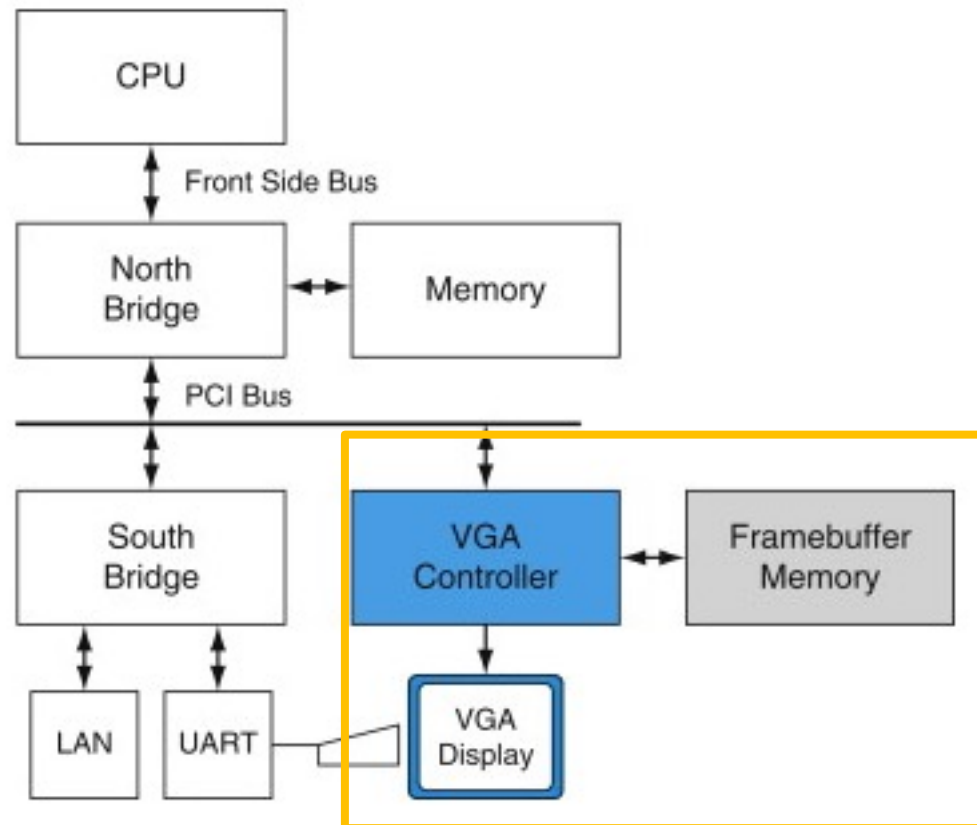 CPU
Front Side Bus
North
Bridge
Memory
PCI Bus
South
Bridge
VGA
Controller
Framebuffer
Memory
LAN
UART
VGA
Display